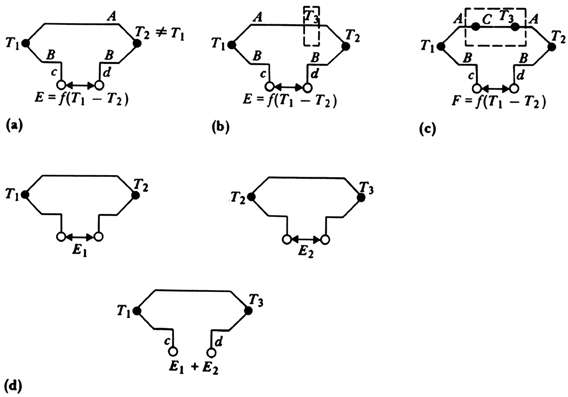 A
T1
T2 ≠ T1
B
B
c
d
E = f(T1 − T2)
(a)
A
T3
T1
T2
B
B
c
d
E = f(T1 − T2)
(b)
A
C
T3
A
T1
T2
B
B
c
d
F = f(T1 − T2)
(c)
T1
T2
E1
T2
T3
E2
T1
T3
c
d
E1 + E2
(d)